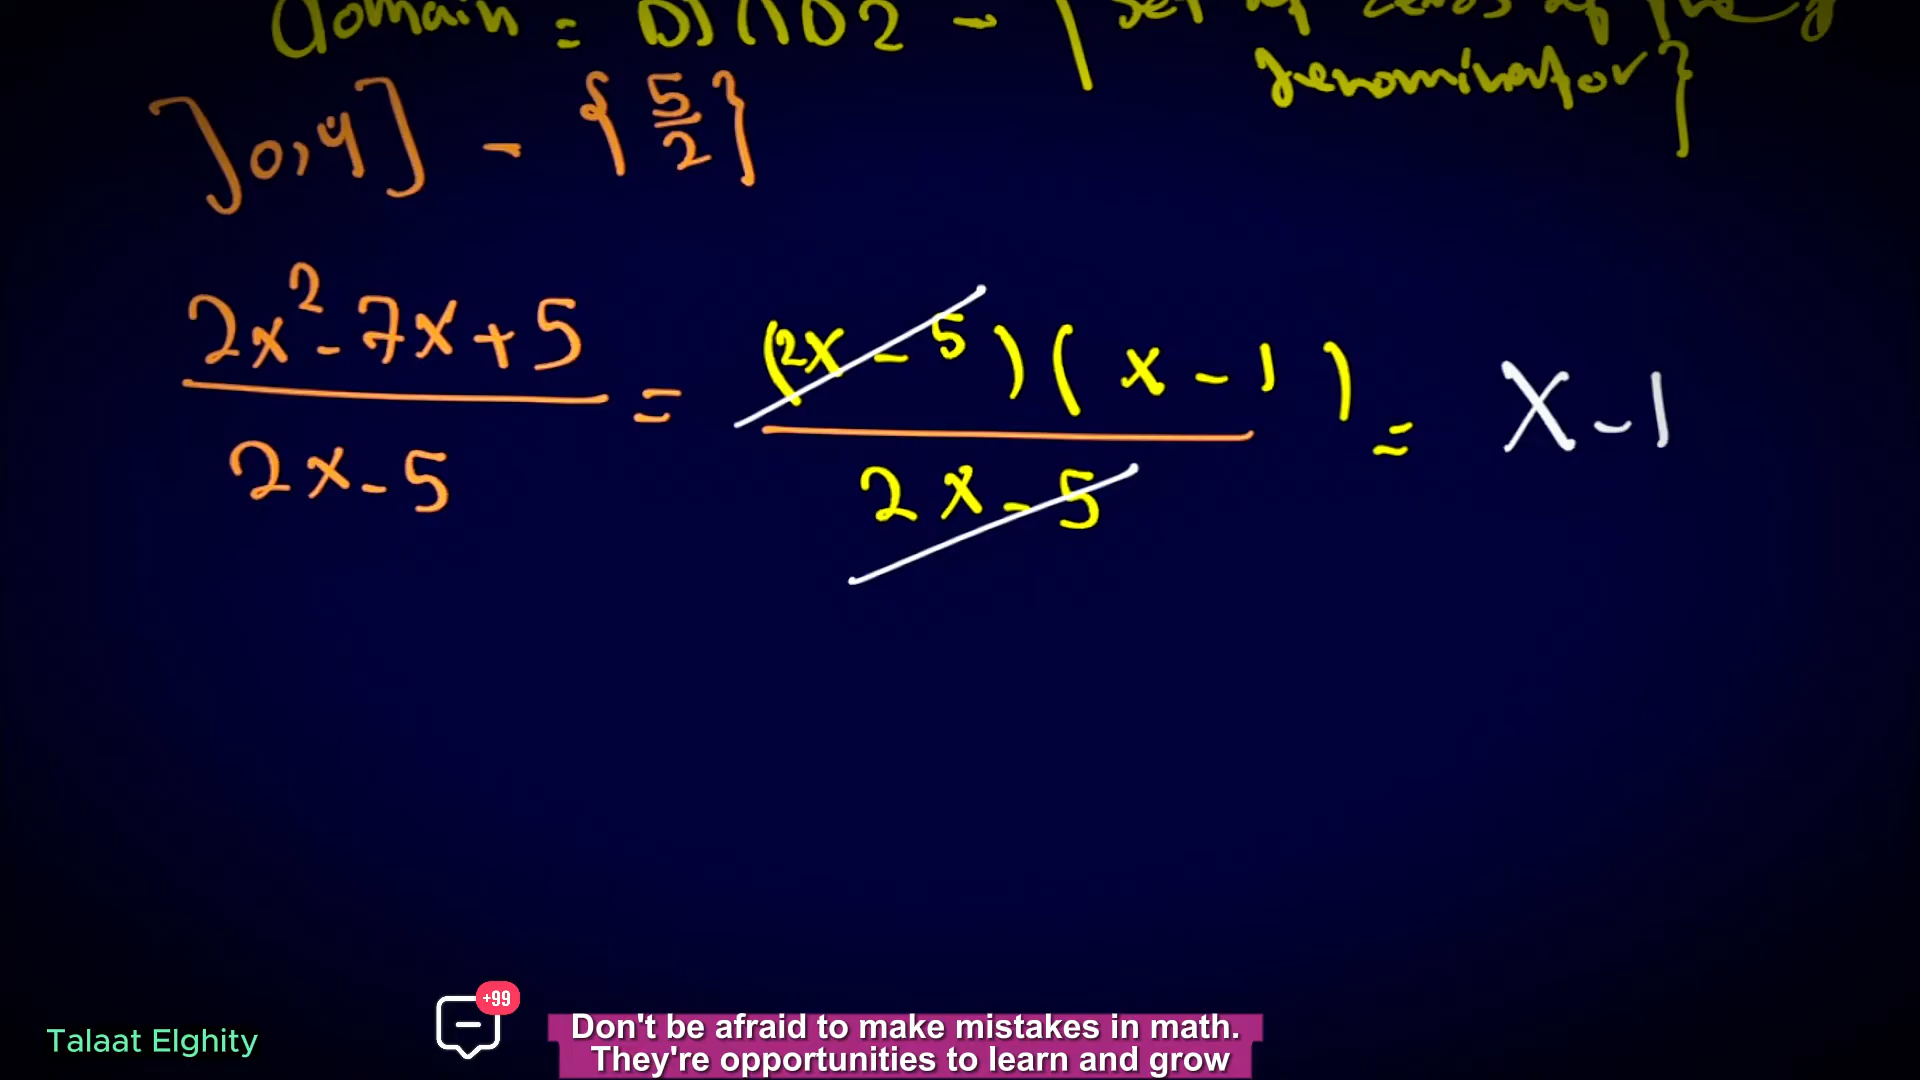 domain = D1 ∩ D2 - { set of zeros of the
denominator}
]0,4] - {5/2}
(2x² - 7x + 5)/(2x - 5) = ((2x - 5)(x - 1))/(2x - 5) = x - 1
+99
Talaat Elghity
Don't be afraid to make mistakes in math.
They're opportunities to learn and grow